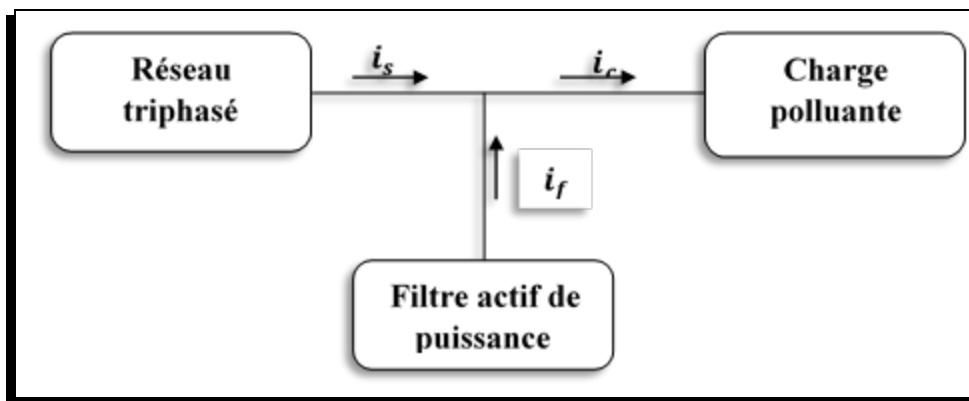 Réseau
triphasé
i_s
i_c
Charge
polluante
i_f
Filtre actif de
puissance